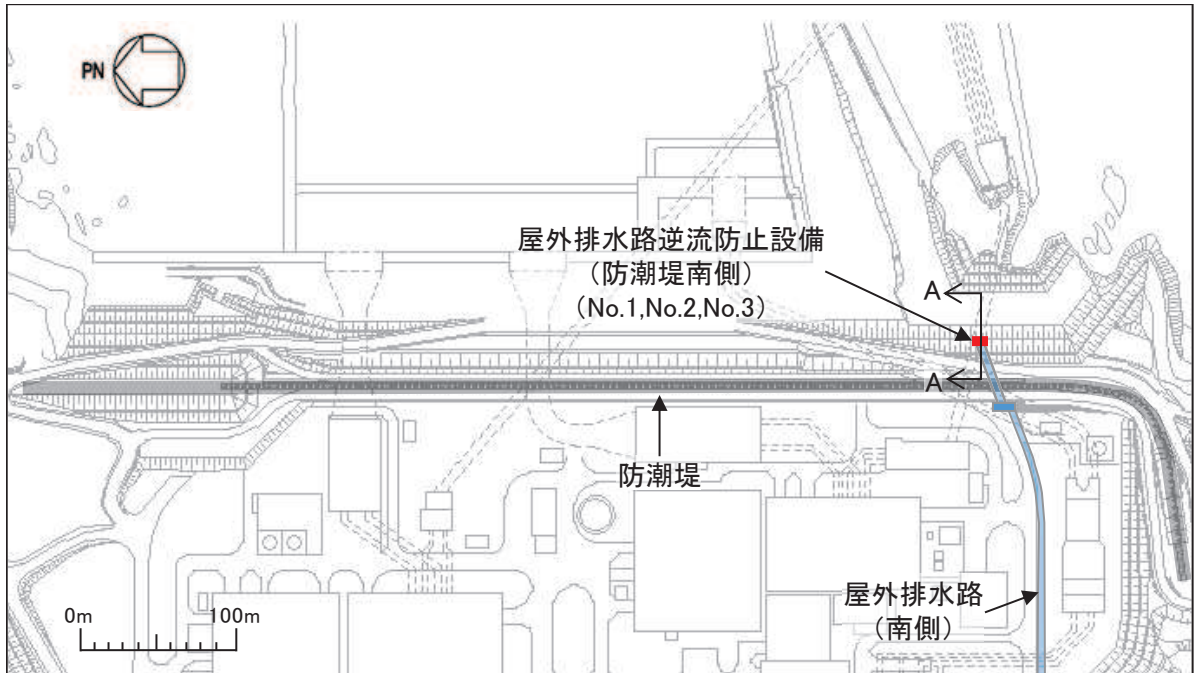 PN
屋外排水路逆流防止設備
（防潮堤南側）
（No.1,No.2,No.3）
A
A
防潮堤
屋外排水路
（南側）
0m 100m